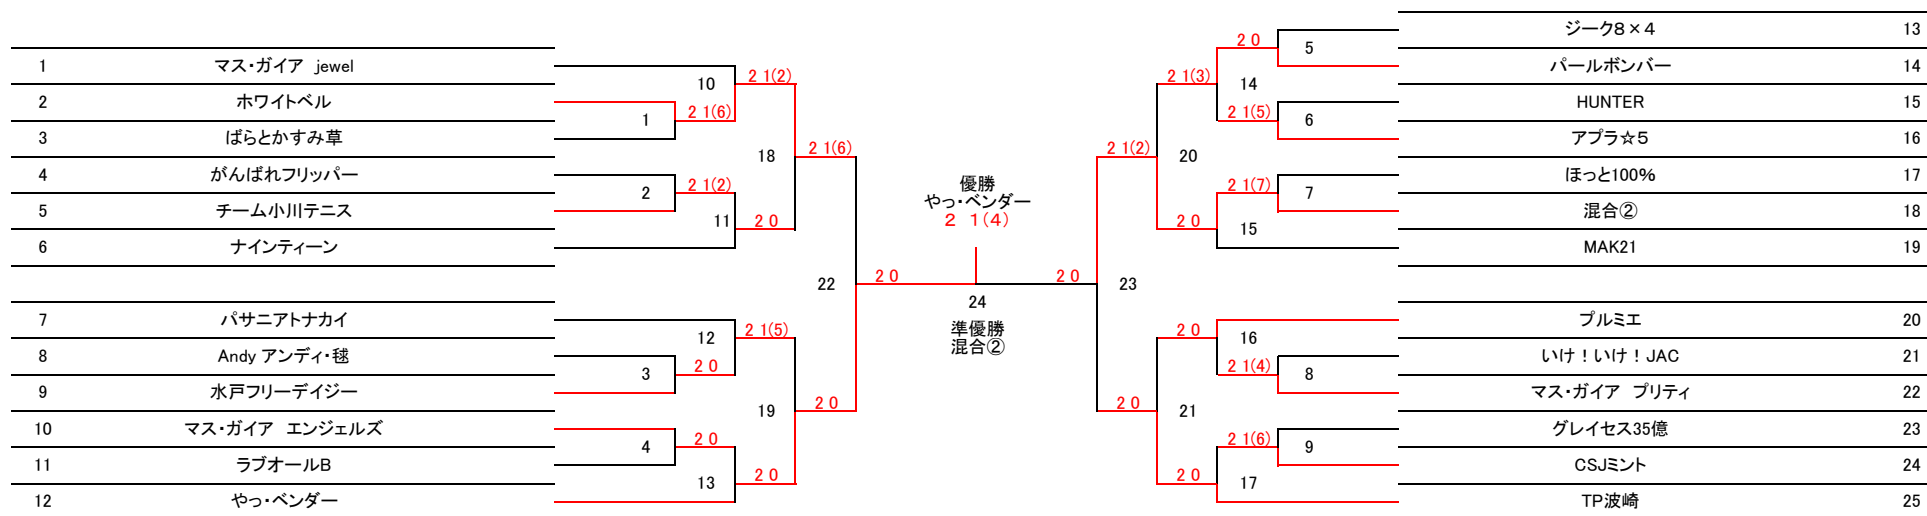 1 マス・ガイア jewel
2 ホワイトベル
3 ばらとかすみ草
4 がんばれフリッパー
5 チーム小川テニス
6 ナインティーン
7 パサニアトナカイ
8 Andy アンディ・毬
9 水戸フリーデイジー
10 マス・ガイア エンジェルズ
11 ラブオールB
12 やっ・ベンダー
10
2 1(2)
1
2 1(6)
18
2 1(6)
2
2 1(2)
11
2 0
22
2 0
12
2 1(5)
3
2 0
19
2 0
4
2 0
13
2 0
優勝
やっ・ベンダー
2 1(4)
24
準優勝
混合②
2 0
5
2 1(3)
14
2 1(5)
6
2 1(2)
20
2 1(7)
7
2 0
15
2 0
23
2 0
16
2 1(4)
8
2 0
21
2 1(6)
9
2 0
17
ジーク8×4 13
パールボンバー 14
HUNTER 15
アプラ☆5 16
ほっと100% 17
混合② 18
MAK21 19
プルミエ 20
いけ！いけ！JAC 21
マス・ガイア プリティ 22
グレイセス35億 23
CSJミント 24
TP波崎 25